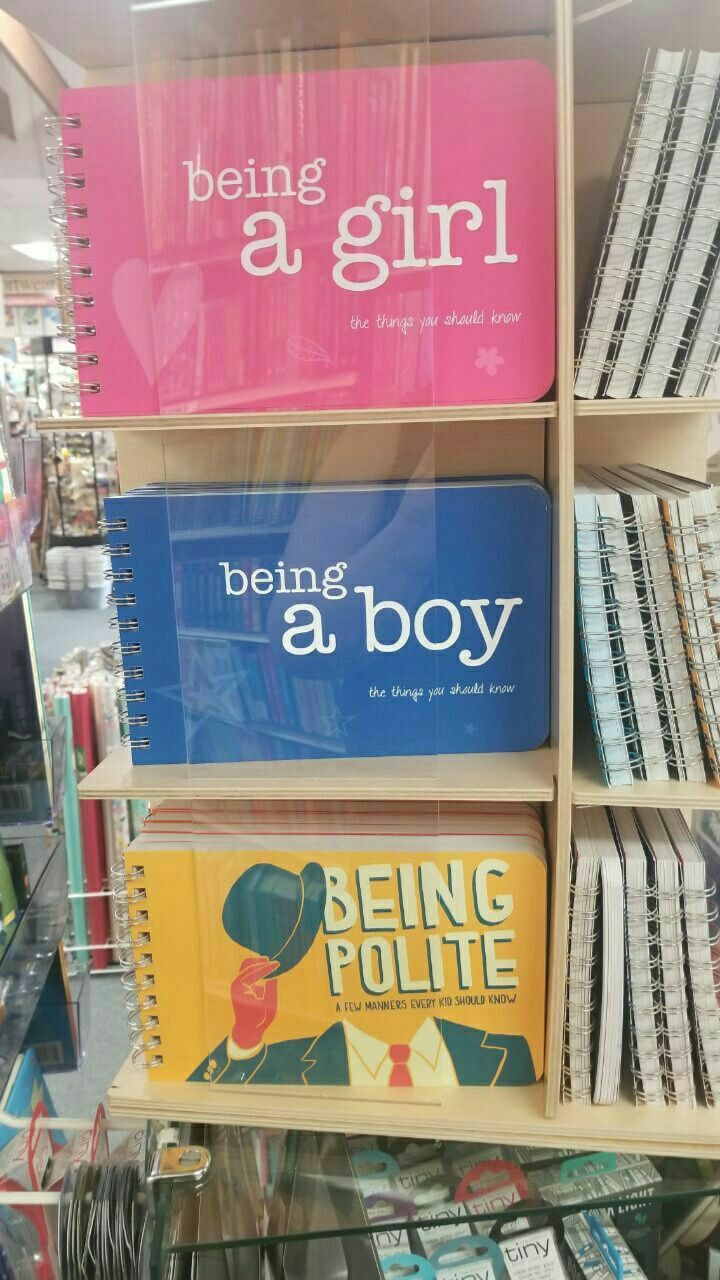 being
a girl
the things you should know
being
a boy
the things you should know
BEING
POLITE
A FEW MANNERS EVERY KID SHOULD KNOW
tiny
tiny
tiny
tiny